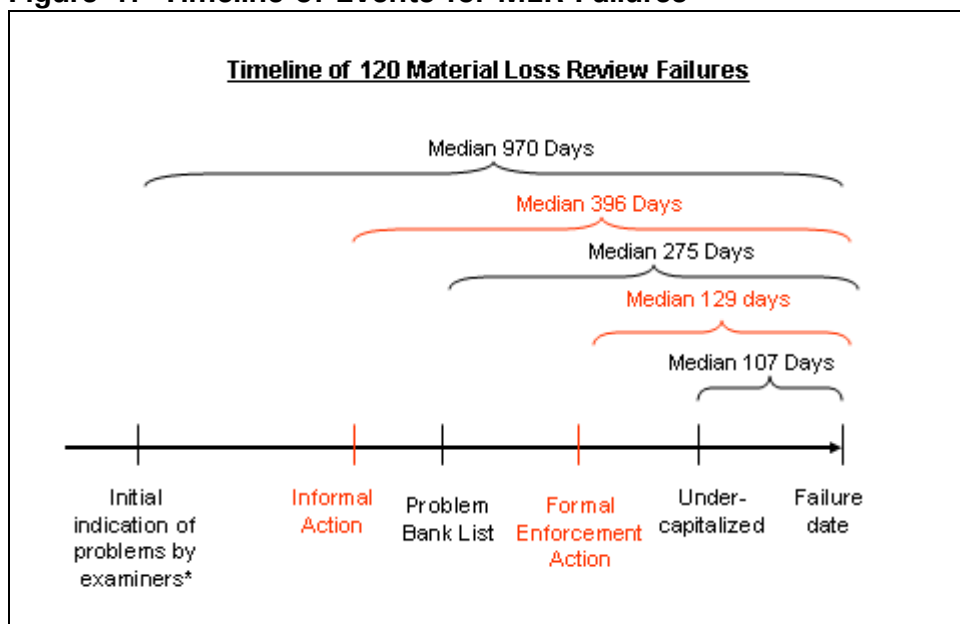 Figure 4. Timeline of Events for MLR Failures
Timeline of 120 Material Loss Review Failures
Median 970 Days
Median 396 Days
Median 275 Days
Median 129 days
Median 107 Days
Initial
indication of
problems by
examiners*
Informal
Action
Problem
Bank List
Formal
Enforcement
Action
Under-
capitalized
Failure
date